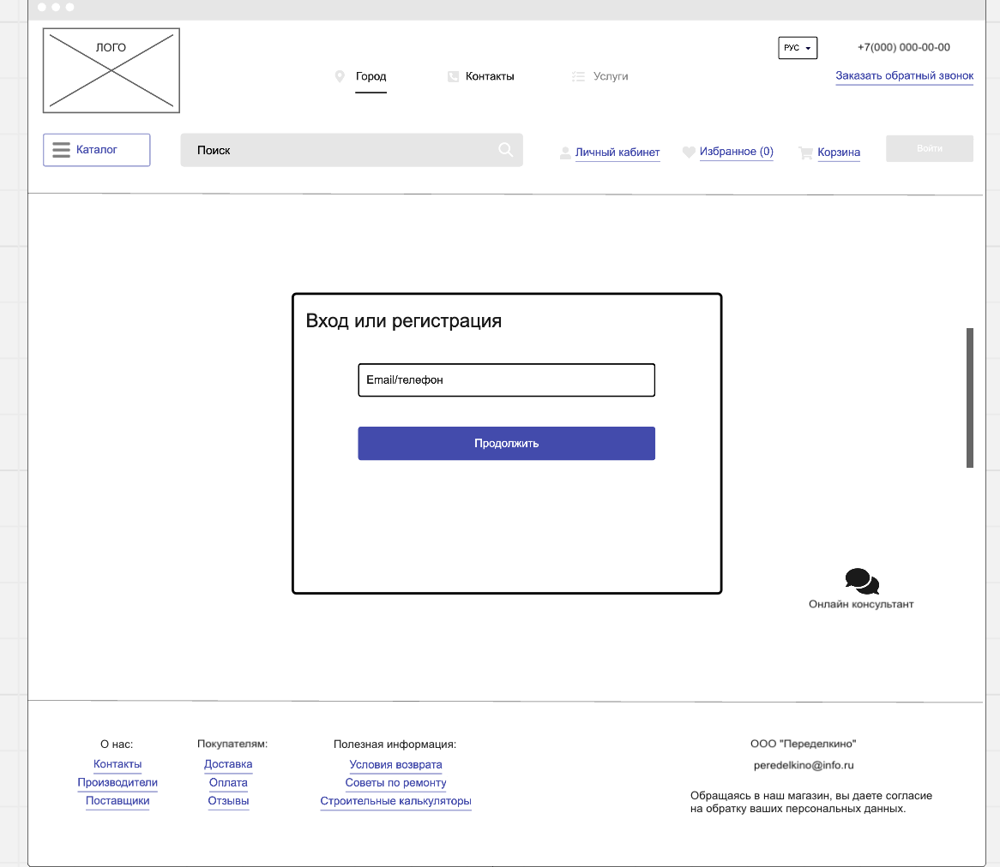 ЛОГО
РУС
+7(000) 000-00-00
Город
Контакты
Услуги
Заказать обратный звонок
Каталог
Поиск
Личный кабинет
Избранное (0)
Корзина
Войти
Вход или регистрация
Email/телефон
Продолжить
Онлайн консультант
О нас:
Контакты
Производители
Поставщики
Покупателям:
Доставка
Оплата
Отзывы
Полезная информация:
Условия возврата
Советы по ремонту
Строительные калькуляторы
ООО "Переделкино"
peredelkino@info.ru
Обращаясь в наш магазин, вы даете согласие
на обратку ваших персональных данных.